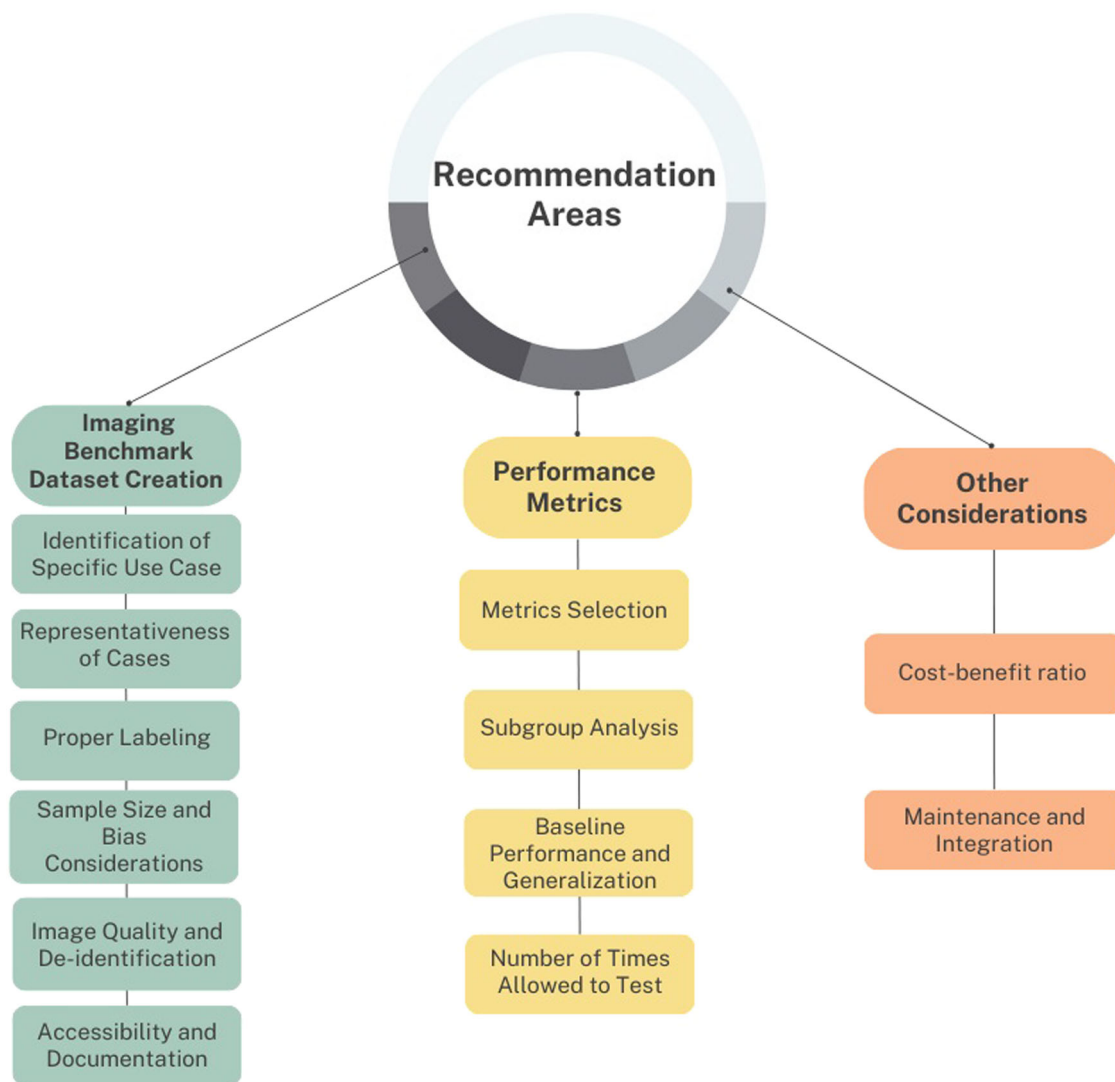 Recommendation
Areas
Imaging
Benchmark
Dataset Creation
Identification of
Specific Use Case
Representativeness
of Cases
Proper Labeling
Sample Size and
Bias
Considerations
Image Quality and
De-identification
Accessibility and
Documentation
Performance
Metrics
Metrics Selection
Subgroup Analysis
Baseline
Performance and
Generalization
Number of Times
Allowed to Test
Other
Considerations
Cost-benefit ratio
Maintenance and
Integration